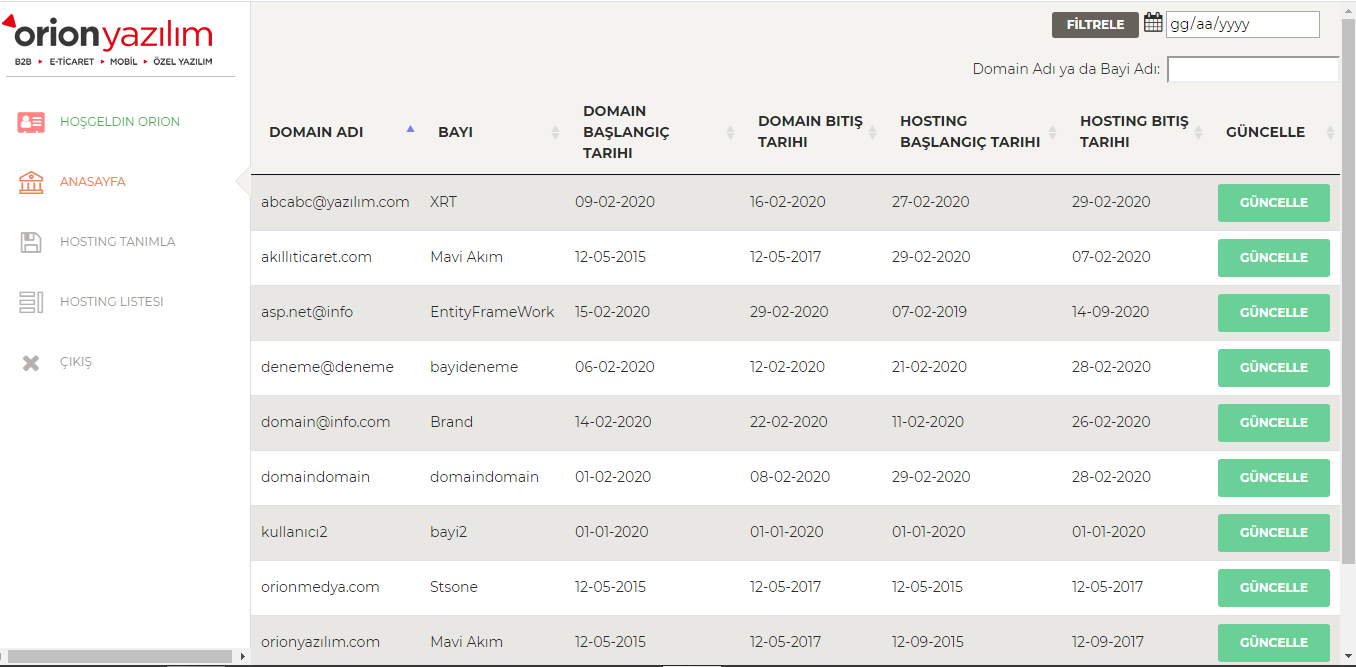 orionyazılım
B2B ▸ E-TİCARET ▸ MOBİL ▸ ÖZEL YAZILIM
HOŞGELDIN ORION
ANASAYFA
HOSTING TANIMLA
HOSTING LISTESI
ÇIKIŞ
FİLTRELE gg/aa/yyyy
Domain Adı ya da Bayi Adı:
DOMAIN ADI
BAYI
DOMAIN
BAŞLANGIÇ
TARIHI
DOMAIN BITIŞ
TARIHI
HOSTING
BAŞLANGIÇ TARIHI
HOSTING BITIŞ
TARIHI
GÜNCELLE
abcabc@yazılım.com XRT 09-02-2020 16-02-2020 27-02-2020 29-02-2020 GÜNCELLE
akıllıticaret.com Mavi Akım 12-05-2015 12-05-2017 29-02-2020 07-02-2020 GÜNCELLE
asp.net@info EntityFrameWork 15-02-2020 29-02-2020 07-02-2019 14-09-2020 GÜNCELLE
deneme@deneme bayideneme 06-02-2020 12-02-2020 21-02-2020 28-02-2020 GÜNCELLE
domain@info.com Brand 14-02-2020 22-02-2020 11-02-2020 26-02-2020 GÜNCELLE
domaindomain domaindomain 01-02-2020 08-02-2020 29-02-2020 28-02-2020 GÜNCELLE
kullanıcı2 bayi2 01-01-2020 01-01-2020 01-01-2020 01-01-2020 GÜNCELLE
orionmedya.com Stsone 12-05-2015 12-05-2017 12-05-2015 12-05-2017 GÜNCELLE
orionyazılım.com Mavi Akım 12-05-2015 12-05-2017 12-09-2015 12-09-2017 GÜNCELLE